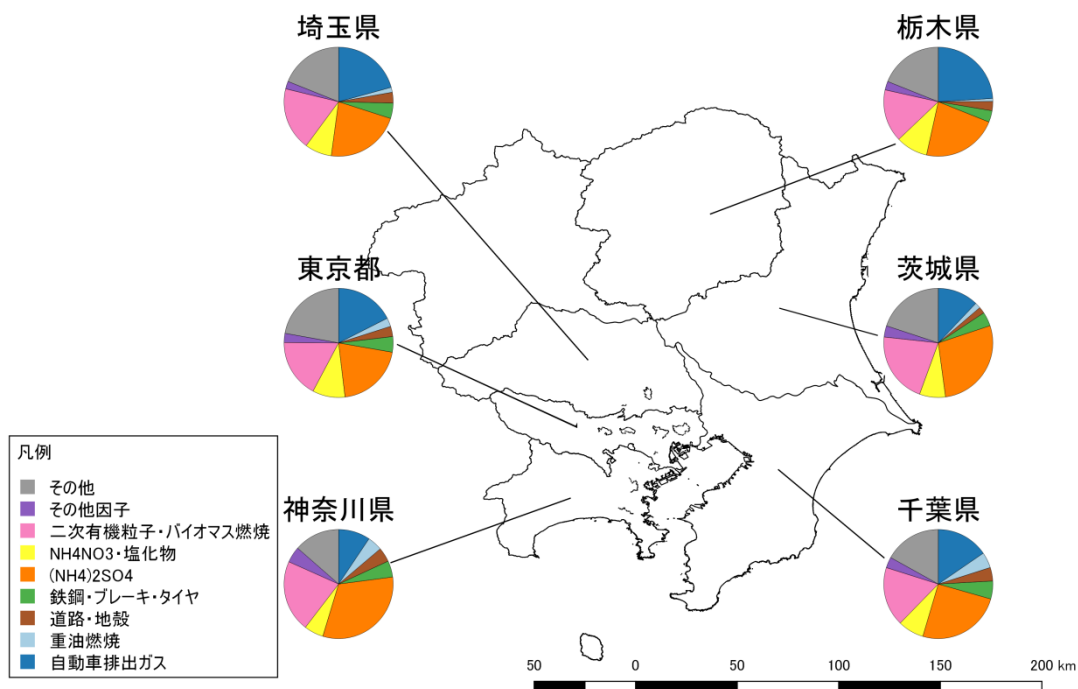 埼玉県
栃木県
東京都
茨城県
神奈川県
千葉県
凡例
その他
その他因子
二次有機粒子・バイオマス燃焼
NH4NO3・塩化物
(NH4)2SO4
鉄鋼・ブレーキ・タイヤ
道路・地殻
重油燃焼
自動車排出ガス
50 0 50 100 150 200 km